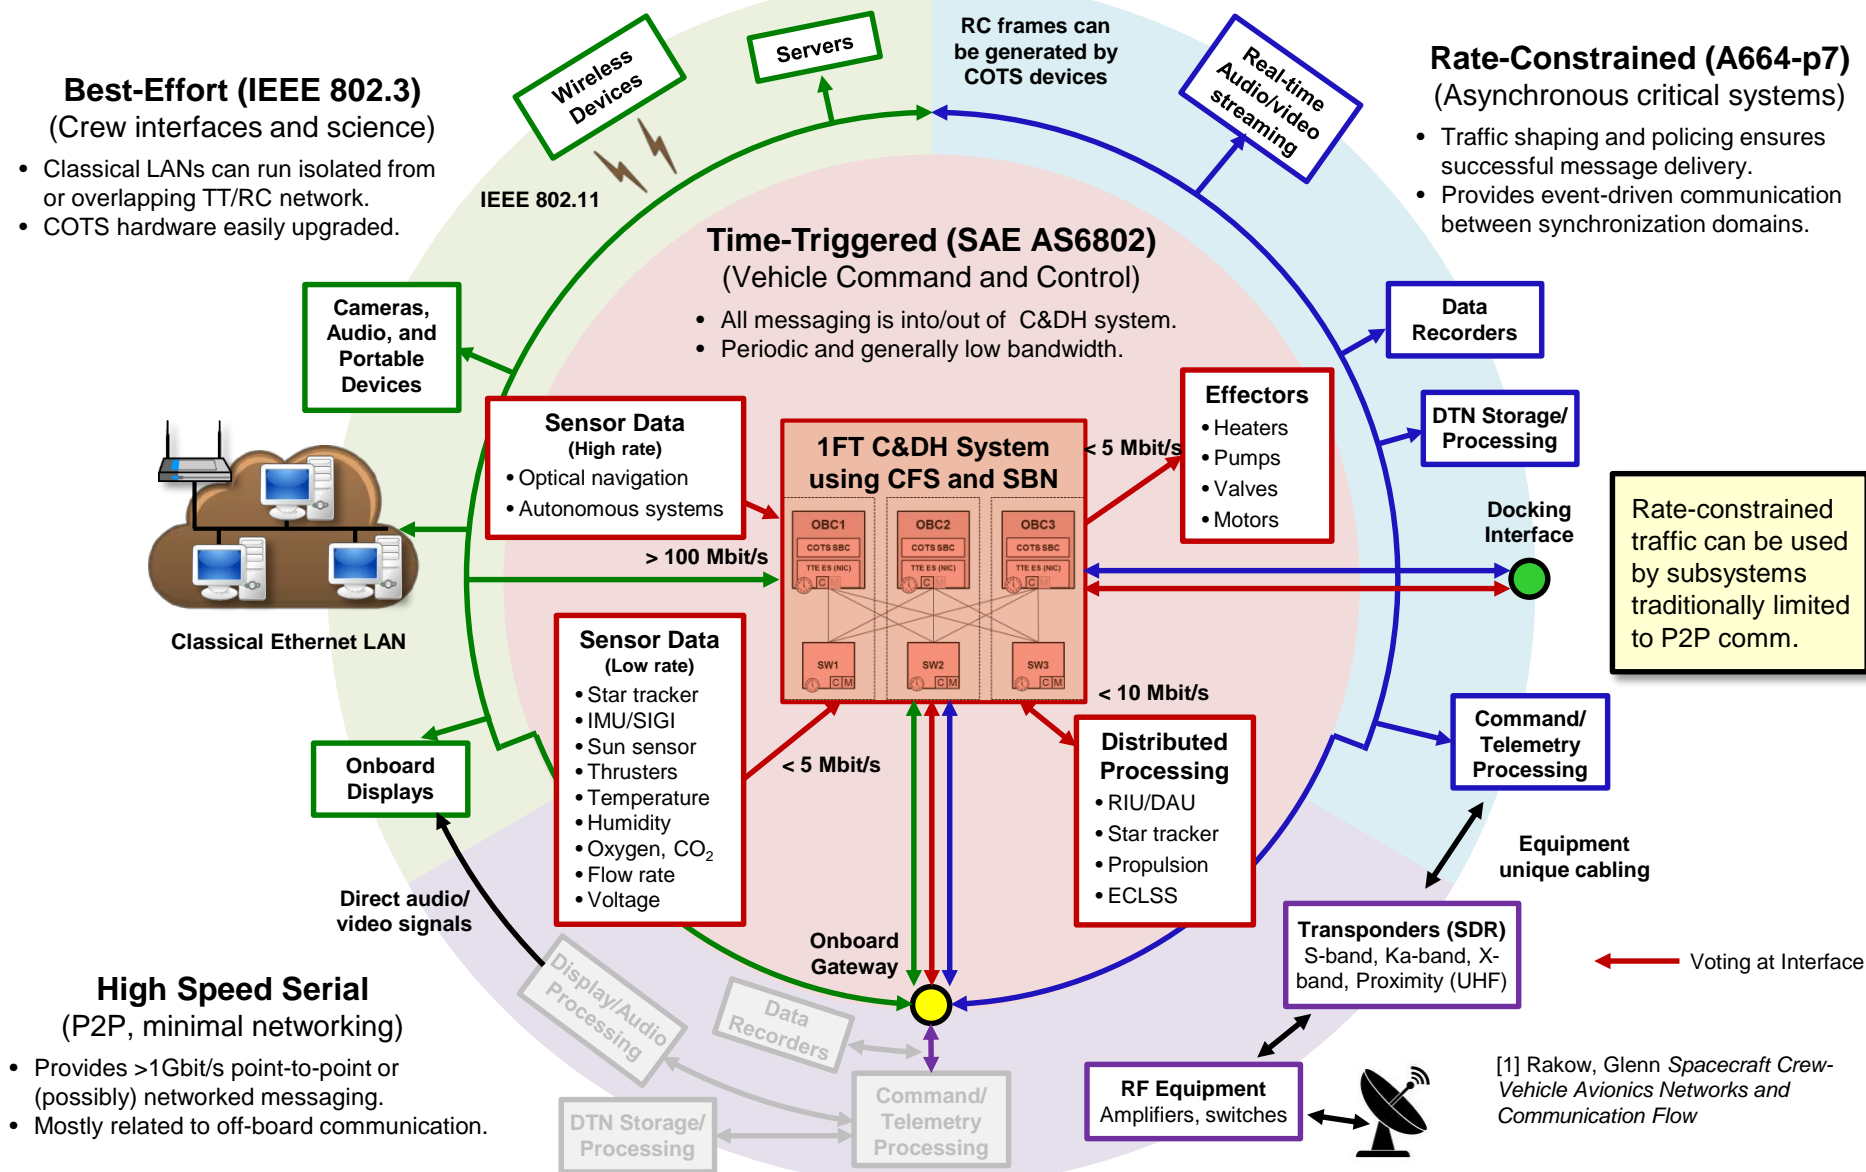 Best-Effort (IEEE 802.3)
(Crew interfaces and science)
• Classical LANs can run isolated from
or overlapping TT/RC network.
• COTS hardware easily upgraded.
Wireless
Devices
Servers
IEEE 802.11
RC frames can
be generated by
COTS devices
Real-time
Audio/video
streaming
Rate-Constrained (A664-p7)
(Asynchronous critical systems)
• Traffic shaping and policing ensures
successful message delivery.
• Provides event-driven communication
between synchronization domains.
Time-Triggered (SAE AS6802)
(Vehicle Command and Control)
• All messaging is into/out of C&DH system.
• Periodic and generally low bandwidth.
Cameras,
Audio, and
Portable
Devices
Data
Recorders
DTN Storage/
Processing
Sensor Data
(High rate)
• Optical navigation
• Autonomous systems
1FT C&DH System
using CFS and SBN
OBC1
COTS SBC
TTE ES (NIC)
C M
OBC2
COTS SBC
TTE ES (NIC)
C M
OBC3
COTS SBC
TTE ES (NIC)
C M
SW1
C M
SW2
C M
SW3
C M
< 5 Mbit/s
Effectors
• Heaters
• Pumps
• Valves
• Motors
Docking
Interface
Rate-constrained
traffic can be used
by subsystems
traditionally limited
to P2P comm.
> 100 Mbit/s
Classical Ethernet LAN
Sensor Data
(Low rate)
• Star tracker
• IMU/SIGI
• Sun sensor
• Thrusters
• Temperature
• Humidity
• Oxygen, CO2
• Flow rate
• Voltage
< 5 Mbit/s
< 10 Mbit/s
Distributed
Processing
• RIU/DAU
• Star tracker
• Propulsion
• ECLSS
Command/
Telemetry
Processing
Onboard
Displays
Equipment
unique cabling
Direct audio/
video signals
Onboard
Gateway
Transponders (SDR)
S-band, Ka-band, X-
band, Proximity (UHF)
Voting at Interface
High Speed Serial
(P2P, minimal networking)
• Provides >1Gbit/s point-to-point or
(possibly) networked messaging.
• Mostly related to off-board communication.
Display/Audio
Processing
Data
Recorders
DTN Storage/
Processing
Command/
Telemetry
Processing
RF Equipment
Amplifiers, switches
[1] Rakow, Glenn Spacecraft Crew-
Vehicle Avionics Networks and
Communication Flow